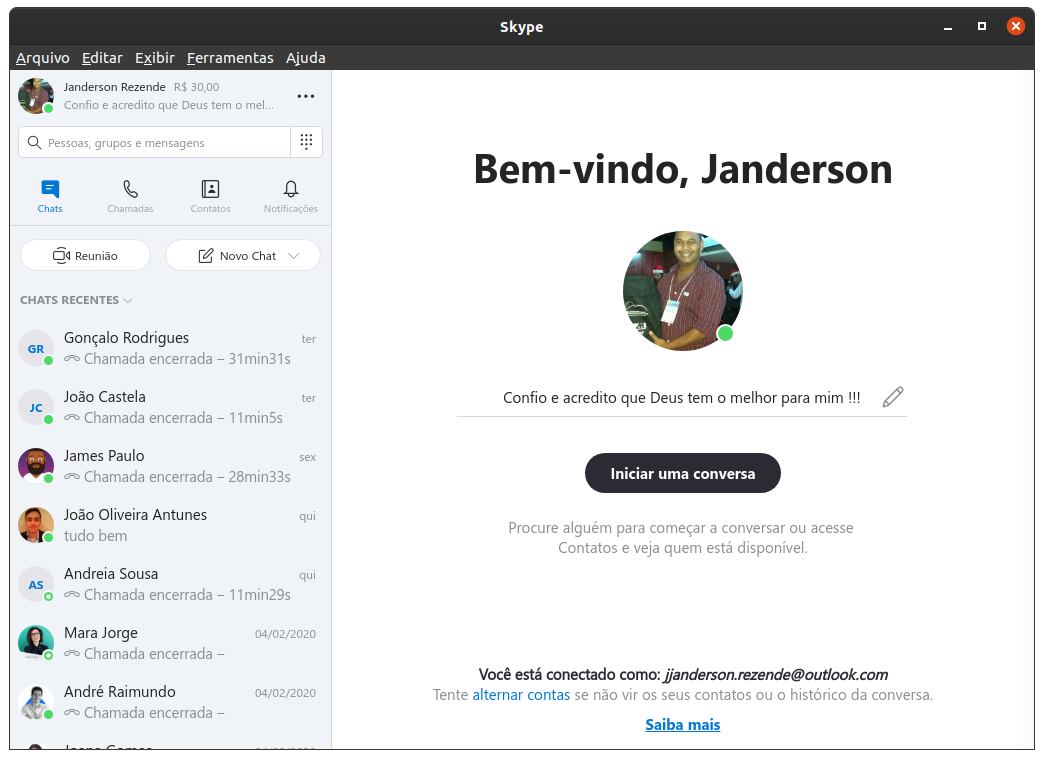 Skype
Arquivo Editar Exibir Ferramentas Ajuda
Janderson Rezende R$ 30,00
Confio e acredito que Deus tem o mel...
Pessoas, grupos e mensagens
Chats Chamadas Contatos Notificações
Reunião Novo Chat
CHATS RECENTES
GR
Gonçalo Rodrigues ter
Chamada encerrada – 31min31s
JC
João Castela ter
Chamada encerrada – 11min5s
James Paulo sex
Chamada encerrada – 28min33s
João Oliveira Antunes qui
tudo bem
AS
Andreia Sousa qui
Chamada encerrada – 11min29s
Mara Jorge 04/02/2020
Chamada encerrada –
André Raimundo 04/02/2020
Chamada encerrada –
Bem-vindo, Janderson
Confio e acredito que Deus tem o melhor para mim !!!
Iniciar uma conversa
Procure alguém para começar a conversar ou acesse
Contatos e veja quem está disponível.
Você está conectado como: jjanderson.rezende@outlook.com
Tente alternar contas se não vir os seus contatos ou o histórico da conversa.
Saiba mais